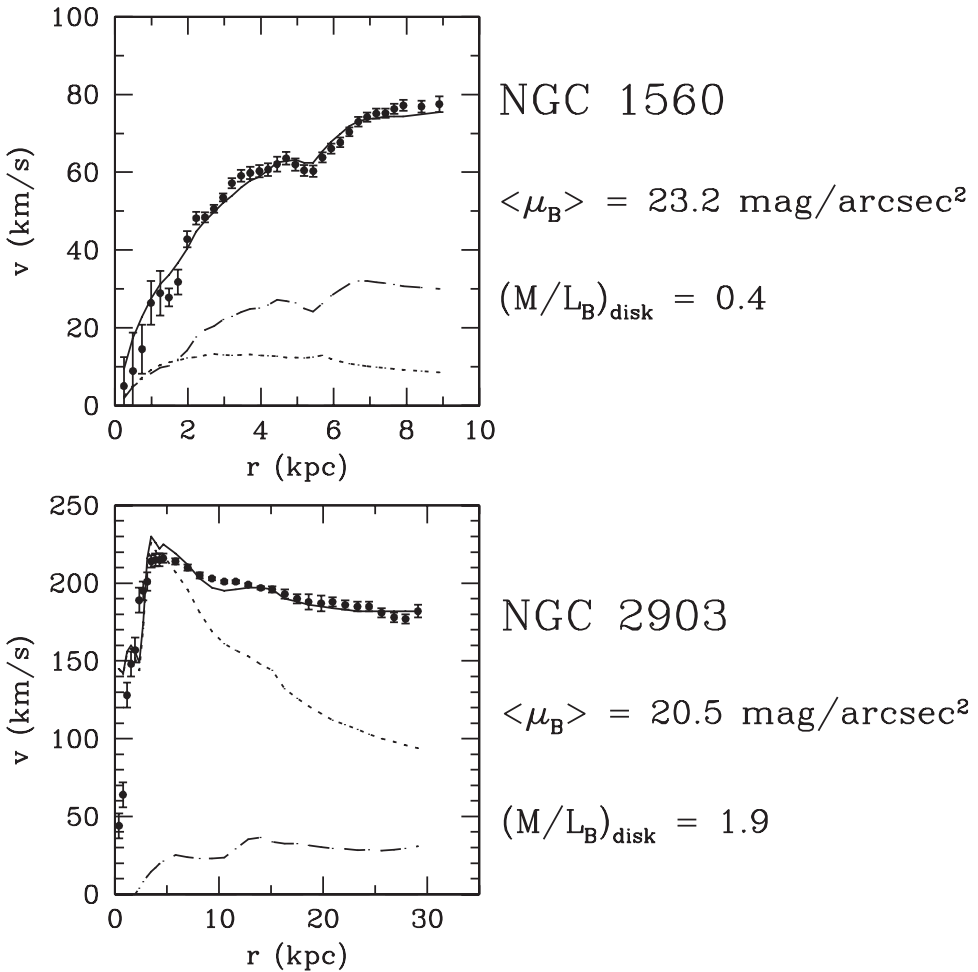 100
80
60
40
20
0
v (km/s)
0 2 4 6 8 10
r (kpc)
NGC 1560
<μB> = 23.2 mag/arcsec²
(M/LB)disk = 0.4
250
200
150
100
50
0
v (km/s)
0 10 20 30
r (kpc)
NGC 2903
<μB> = 20.5 mag/arcsec²
(M/LB)disk = 1.9